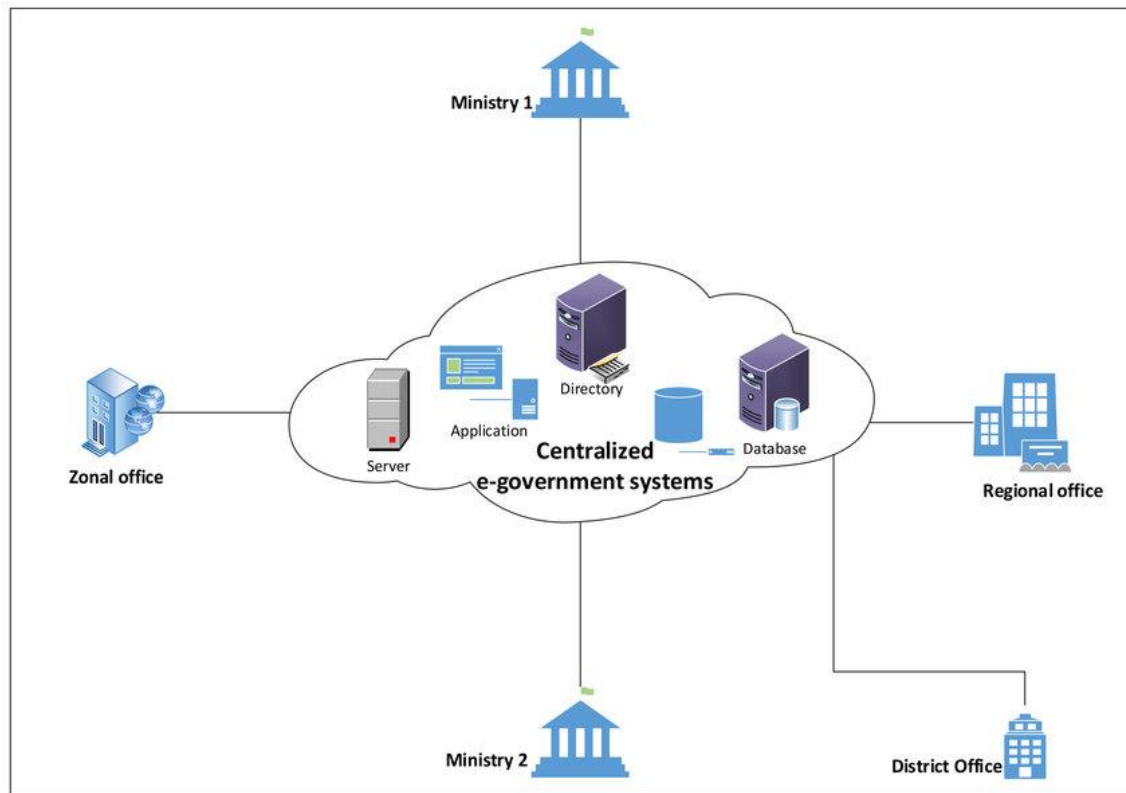 Ministry 1
Directory
Application
Server
Database
Centralized
e-government systems
Zonal office
Regional office
Ministry 2
District Office